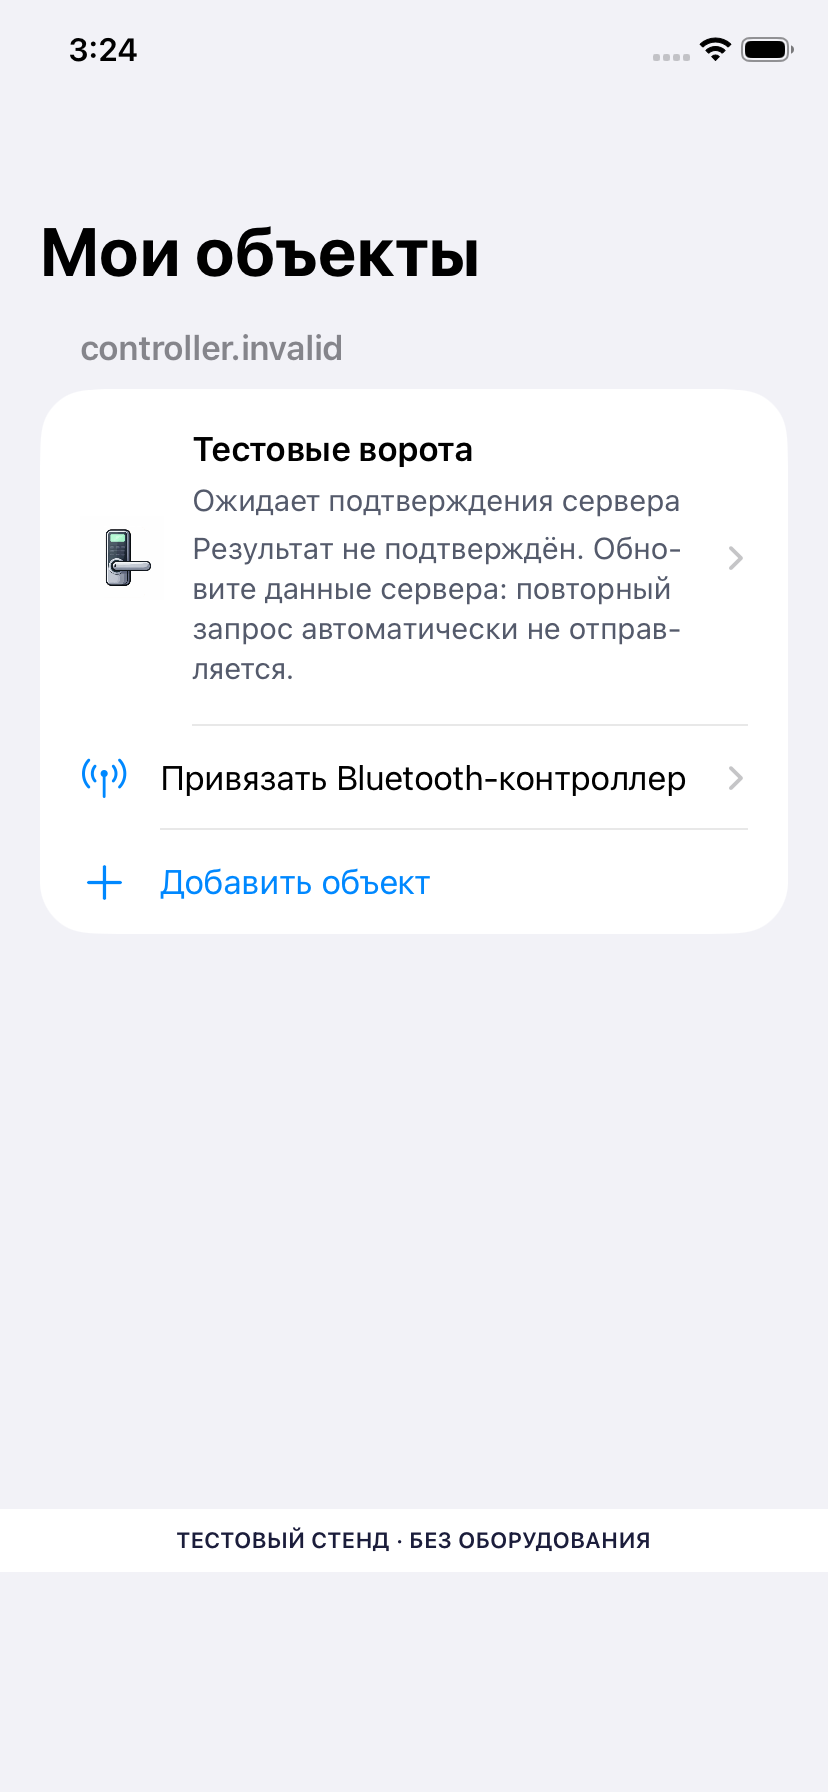 3:24
Мои объекты
controller.invalid
Тестовые ворота
Ожидает подтверждения сервера
Результат не подтверждён. Обно-
вите данные сервера: повторный
запрос автоматически не отправ-
ляется.
Привязать Bluetooth-контроллер
Добавить объект
ТЕСТОВЫЙ СТЕНД · БЕЗ ОБОРУДОВАНИЯ